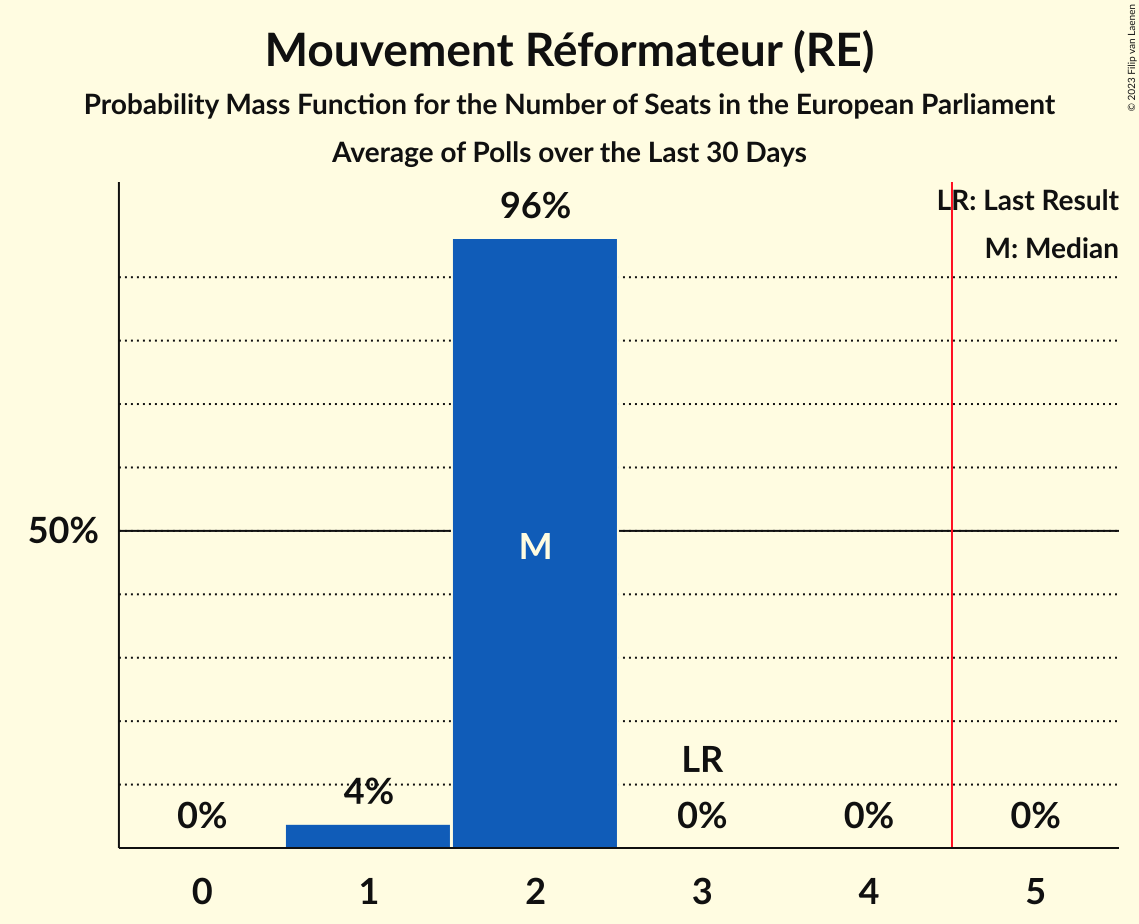 Mouvement Réformateur (RE)
Probability Mass Function for the Number of Seats in the European Parliament
Average of Polls over the Last 30 Days
© 2023 Filip van Laenen
LR: Last Result
M: Median
96%
50%
M
LR
0%
4%
0%
0%
0%
0
1
2
3
4
5